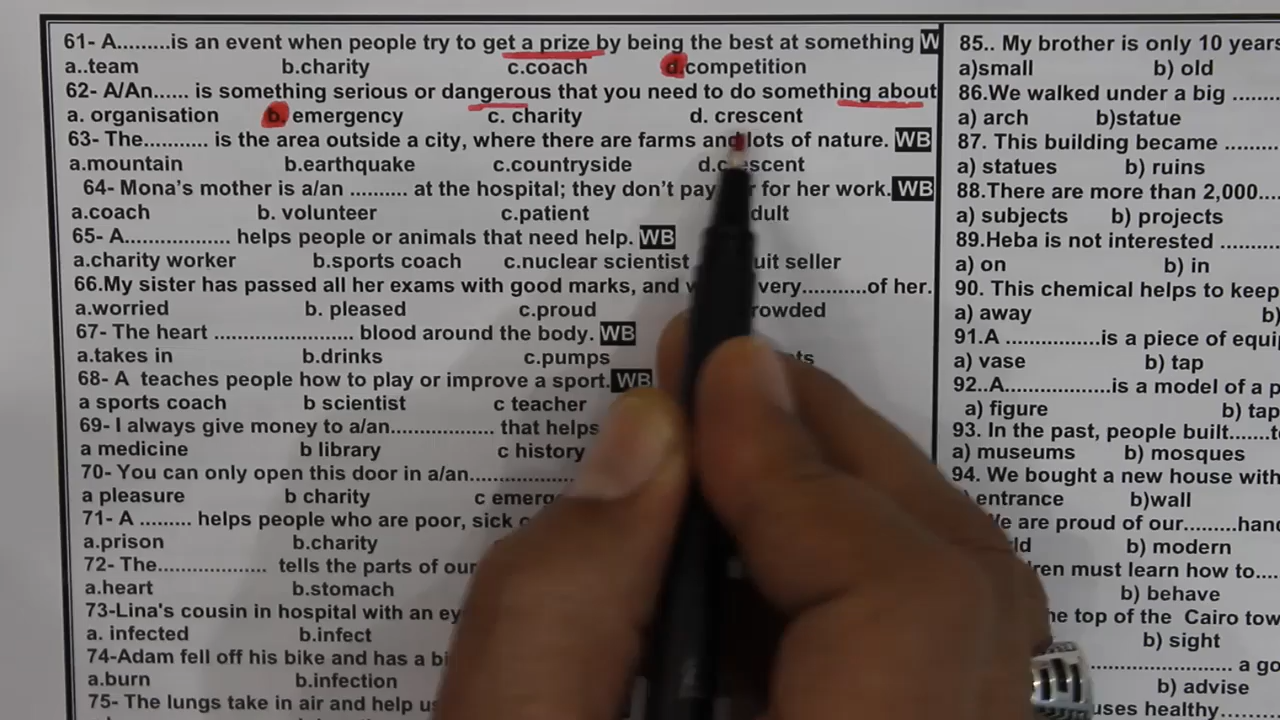 61- A.........is an event when people try to get a prize by being the best at something W
a..team b.charity c.coach d.competition
62- A/An...... is something serious or dangerous that you need to do something about
a. organisation b. emergency c. charity d. crescent
63- The........... is the area outside a city, where there are farms and lots of nature. WB
a.mountain b.earthquake c.countryside d.crescent
64- Mona's mother is a/an .......... at the hospital; they don't pay for her work. WB
a.coach b. volunteer c.patient
65- A................. helps people or animals that need help. WB
a.charity worker b.sports coach c.nuclear scientist seller
66.My sister has passed all her exams with good marks, and very...........of her.
a.worried b. pleased c.proud
67- The heart ...................... blood around the body. WB
a.takes in b.drinks c.pumps
68- A teaches people how to play or improve a sport. WB
a sports coach b scientist c teacher
69- I always give money to a/an................. that helps
a medicine b library c history
70- You can only open this door in a/an.................
a pleasure b charity c
71- A ......... helps people who are poor, sick
a.prison b.charity
72- The.................. tells the parts of our
a.heart b.stomach
73-Lina's cousin in hospital with an
a. infected b.infect
74-Adam fell off his bike and has a
a.burn b.infection
75- The lungs take in air and help
85.. My brother is only 10 years
a)small b) old
86.We walked under a big ........
a) arch b)statue
87. This building became ........
a) statues b) ruins
88.There are more than 2,000....
a) subjects b) projects
89.Heba is not interested ........
a) on b) in
90. This chemical helps to keep
a) away b)
91.A ...............is a piece of
a) vase b) tap
92..A.................is a model of a
a) figure b) tap
93. In the past, people built.......
a) museums b) mosques
94. We bought a new house with
entrance b)wall
are proud of our.........
b) modern
must learn how to....
b) behave
top of the Cairo
b) sight
..................... a
b) advise
healthy